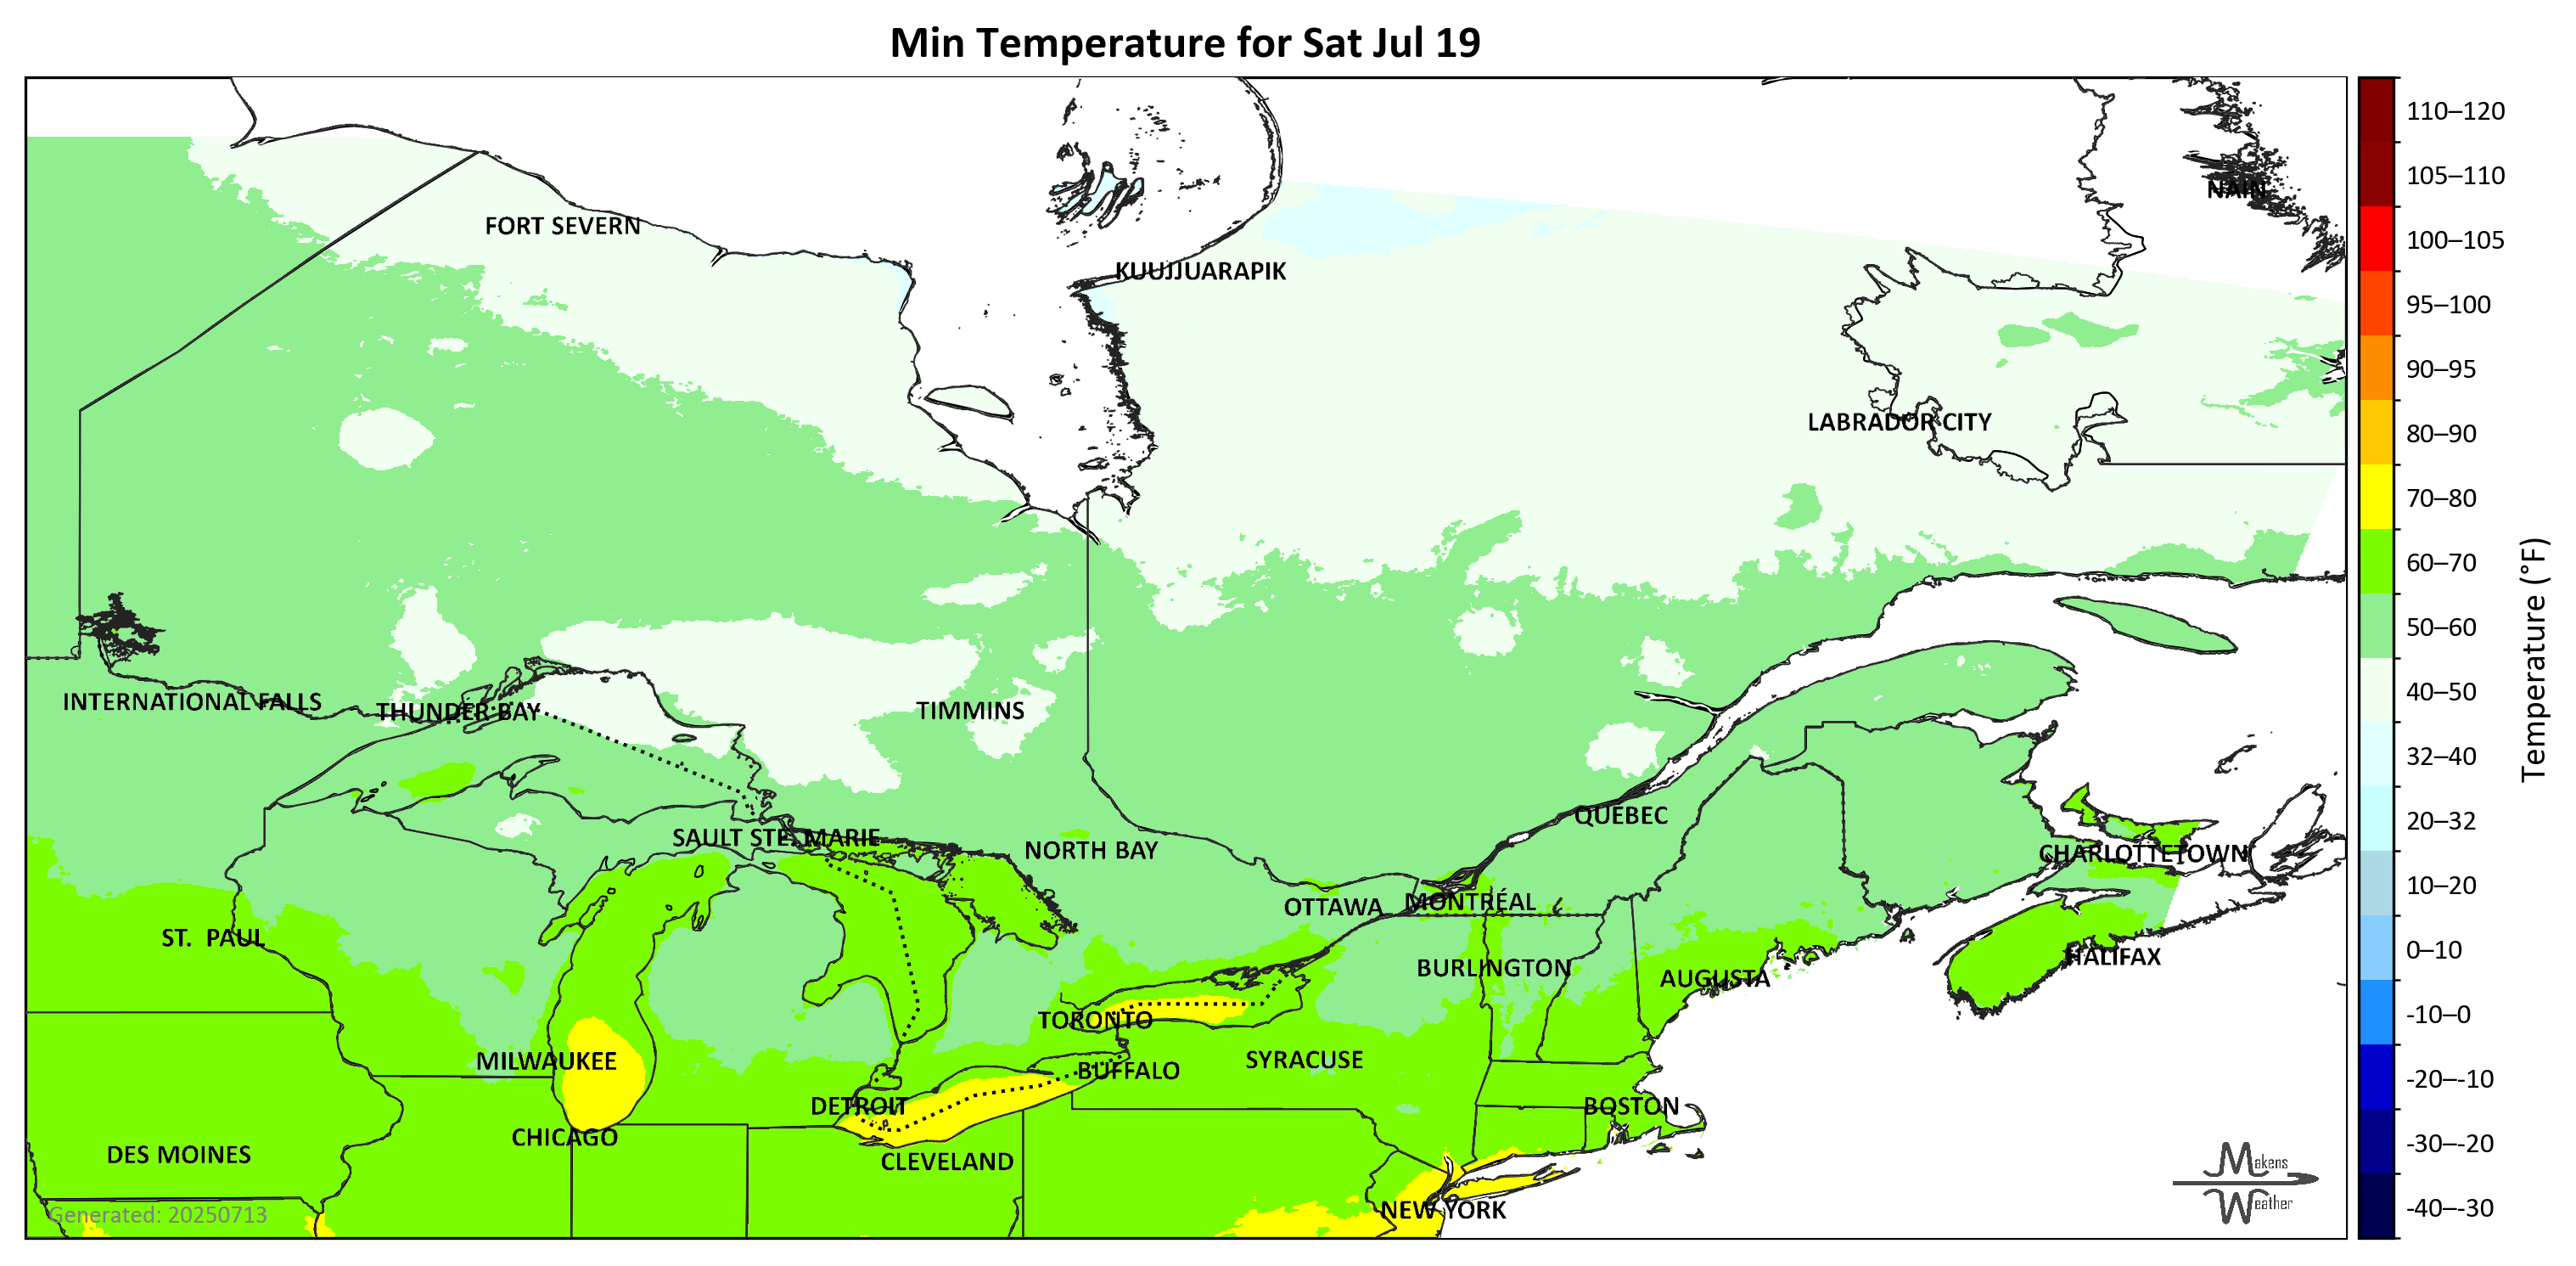 Min Temperature for Sat Jul 19
110–120
105–110
NAIN
FORT SEVERN
100–105
KUUJJUARAPIK
95–100
90–95
LABRADOR CITY
80–90
70–80
60–70
50–60
Temperature (°F)
40–50
INTERNATIONAL FALLS
THUNDER BAY
TIMMINS
32–40
QUÉBEC
20–32
SAULT STE. MARIE
NORTH BAY
CHARLOTTETOWN
10–20
OTTAWA
MONTRÉAL
ST. PAUL
0–10
HALIFAX
BURLINGTON
AUGUSTA
-10–0
TORONTO
MILWAUKEE
SYRACUSE
BUFFALO
-20–-10
DETROIT
BOSTON
CHICAGO
-30–-20
DES MOINES
CLEVELAND
Makens
Weather
NEW YORK
-40–-30
Generated: 20250713